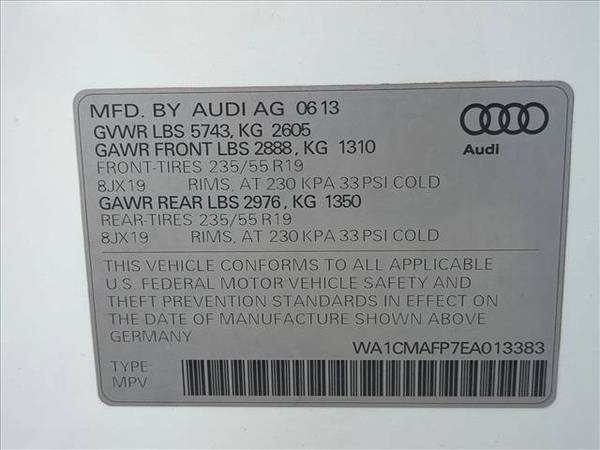 MFD. BY AUDI AG 06 13
GVWR LBS 5743, KG 2605
GAWR FRONT LBS 2888, KG 1310
FRONT-TIRES 235/55 R19
8JX19 RIMS, AT 230 KPA 33 PSI COLD
GAWR REAR LBS 2976, KG 1350
REAR-TIRES 235/55 R19
8JX19 RIMS, AT 230 KPA 33 PSI COLD
Audi
THIS VEHICLE CONFORMS TO ALL APPLICABLE
U.S. FEDERAL MOTOR VEHICLE SAFETY AND
THEFT PREVENTION STANDARDS IN EFFECT ON
THE DATE OF MANUFACTURE SHOWN ABOVE
GERMANY
WA1CMAFP7EA013383
TYPE:
MPV